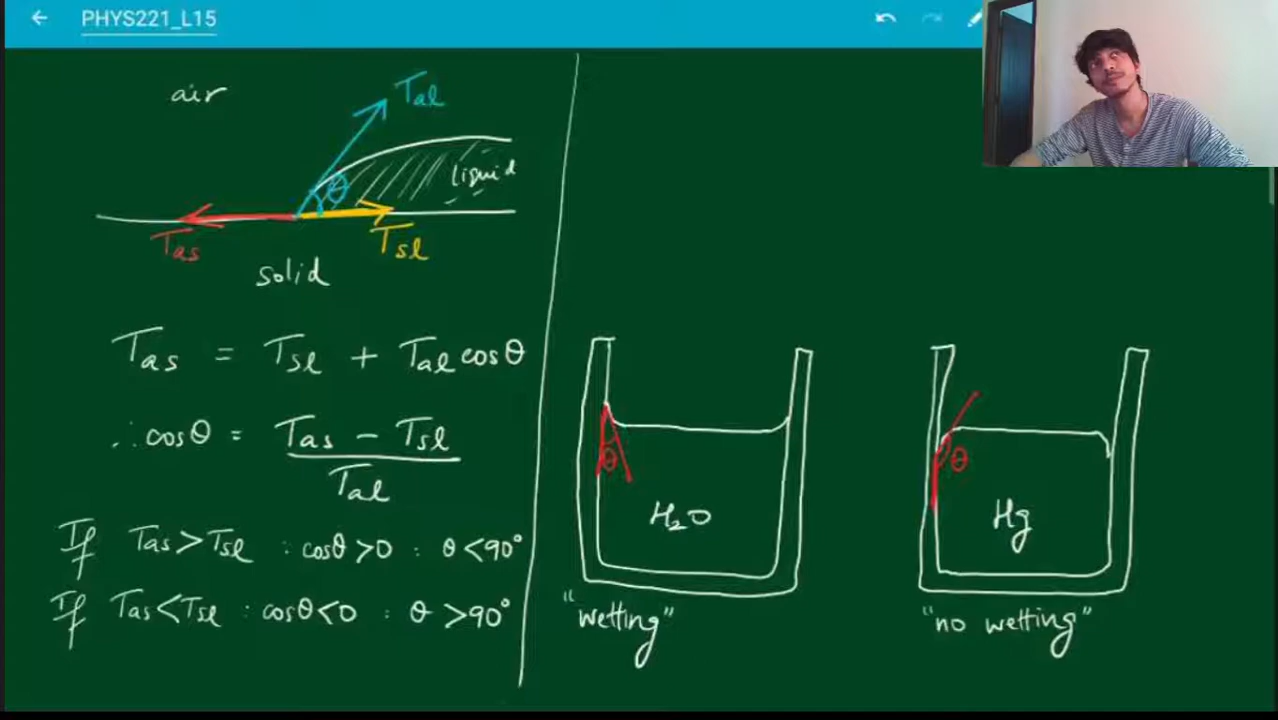 PHYS221_L15
air
Tal
θ
liquid
Tas
Tsl
solid
Tas = Tsl + Tal cosθ
∴cosθ = Tas - Tsl / Tal
If Tas > Tsl : cosθ > 0 : θ < 90°
If Tas < Tsl : cosθ < 0 : θ > 90°
θ
H₂O
"wetting"
θ
Hg
"no wetting"